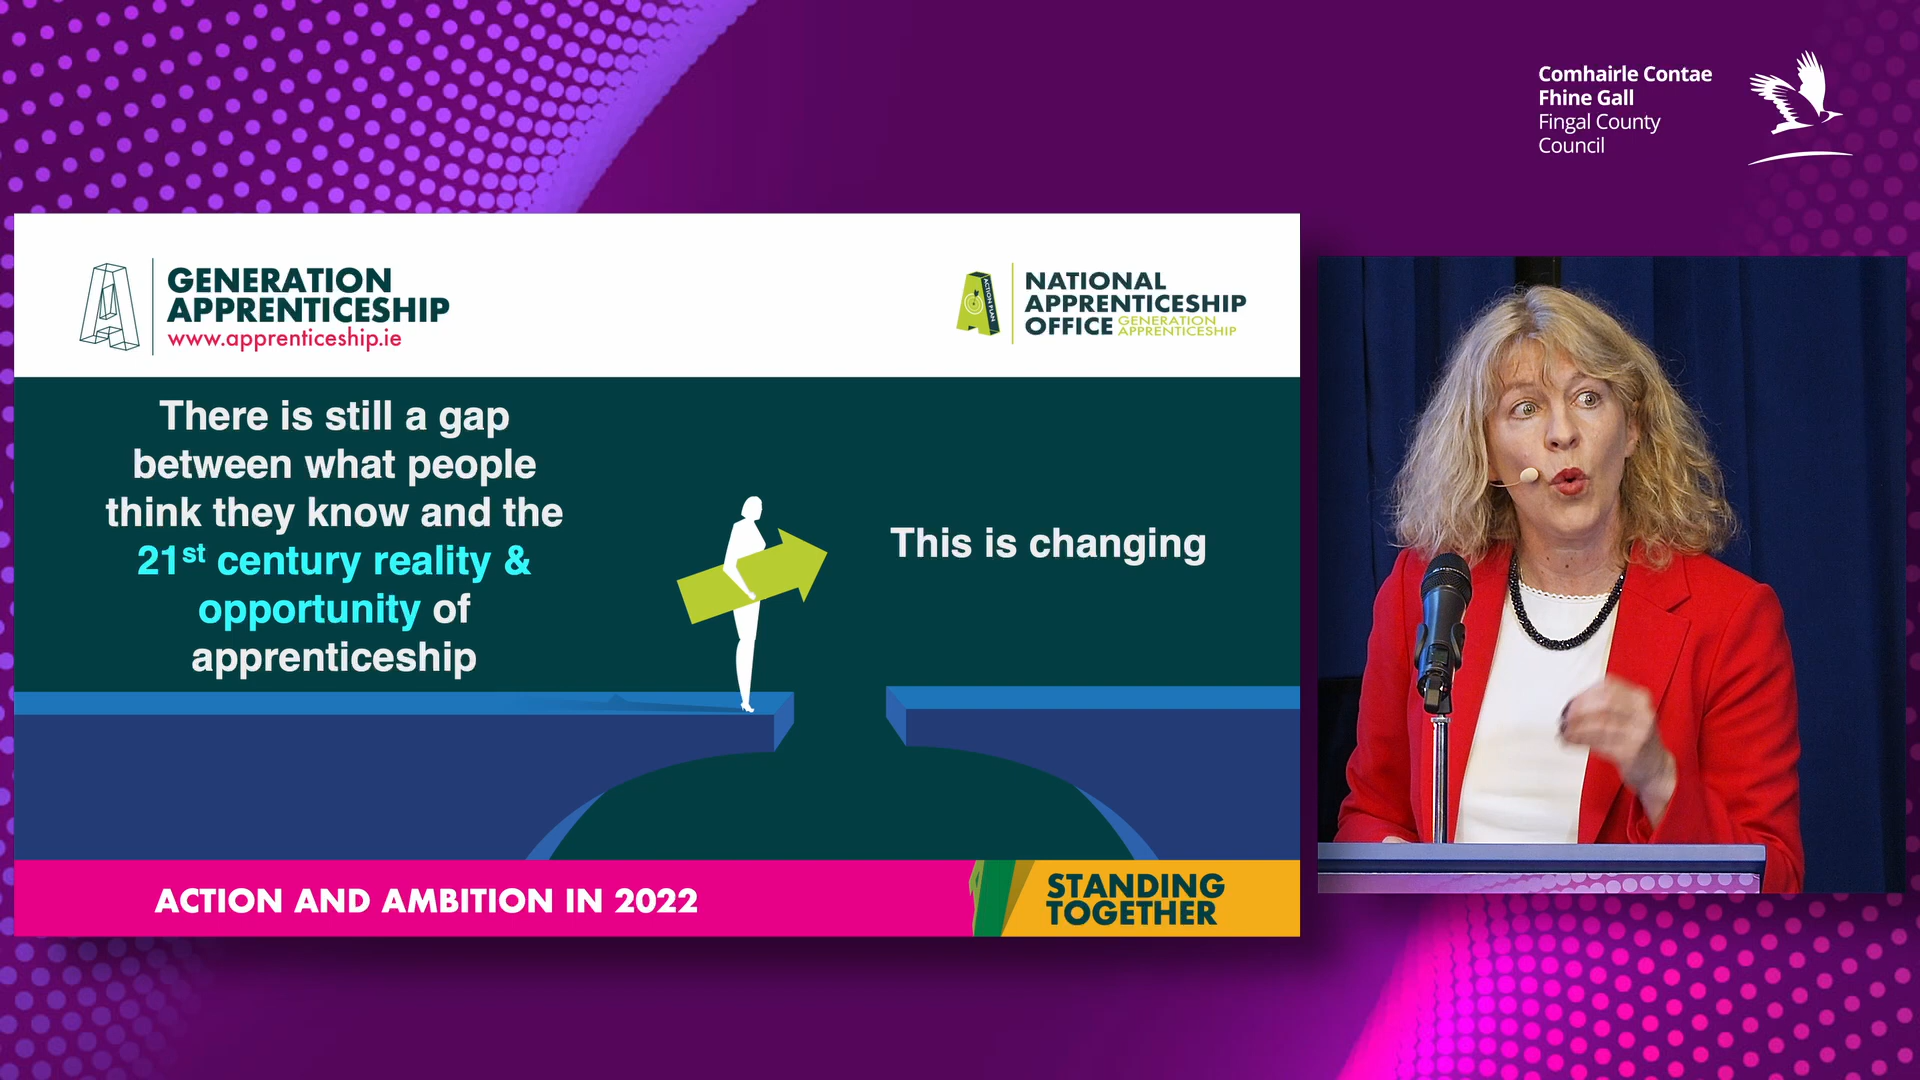 Comhairle Contae
Fhine Gall
Fingal County
Council
GENERATION
APPRENTICESHIP
www.apprenticeship.ie
ACTION PLAN
NATIONAL
APPRENTICESHIP
OFFICE GENERATION
APPRENTICESHIP
There is still a gap
between what people
think they know and the
21st century reality &
opportunity of
apprenticeship
This is changing
ACTION AND AMBITION IN 2022
STANDING
TOGETHER